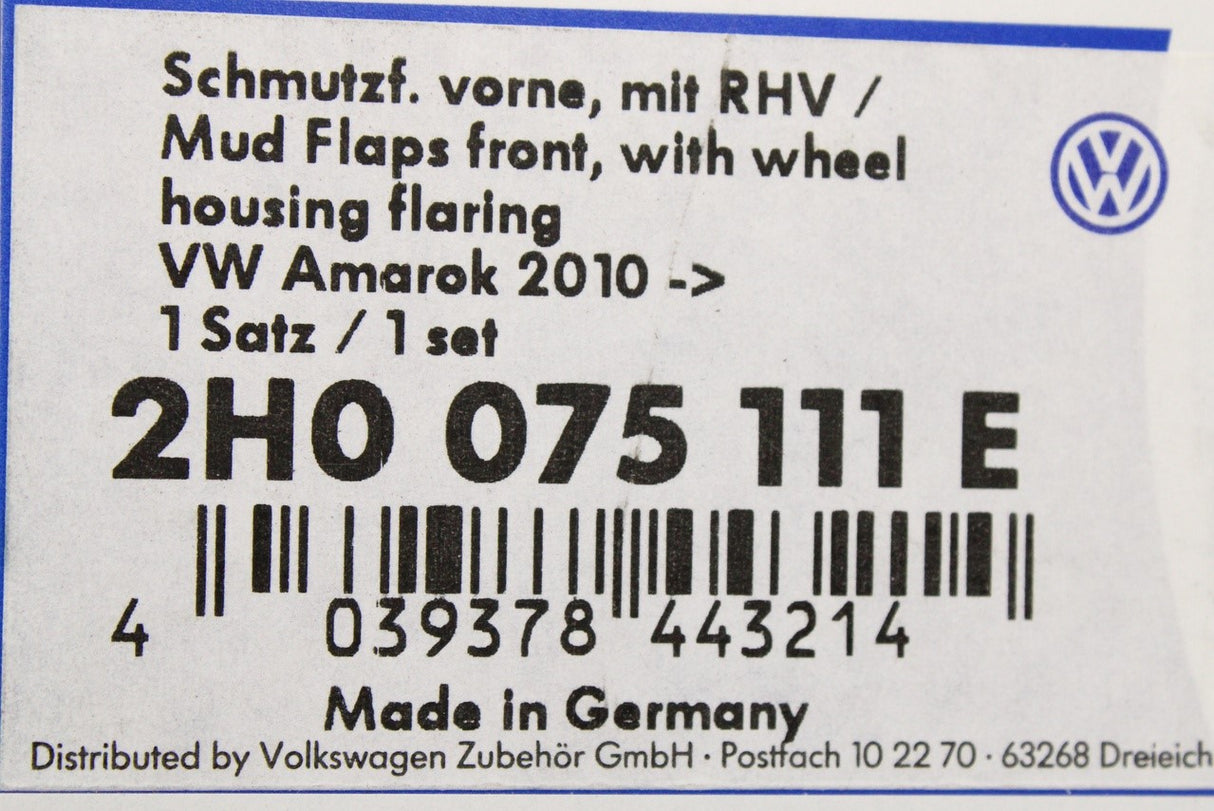 Schmutzf. vorne, mit RHV /
Mud Flaps front, with wheel
housing flaring
VW Amarok 2010 ->
1 Satz / 1 set
2H0 075 111 E
4 039378 443214
Made in Germany
Distributed by Volkswagen Zubehör GmbH · Postfach 10 22 70 · 63268 Dreieich
VW